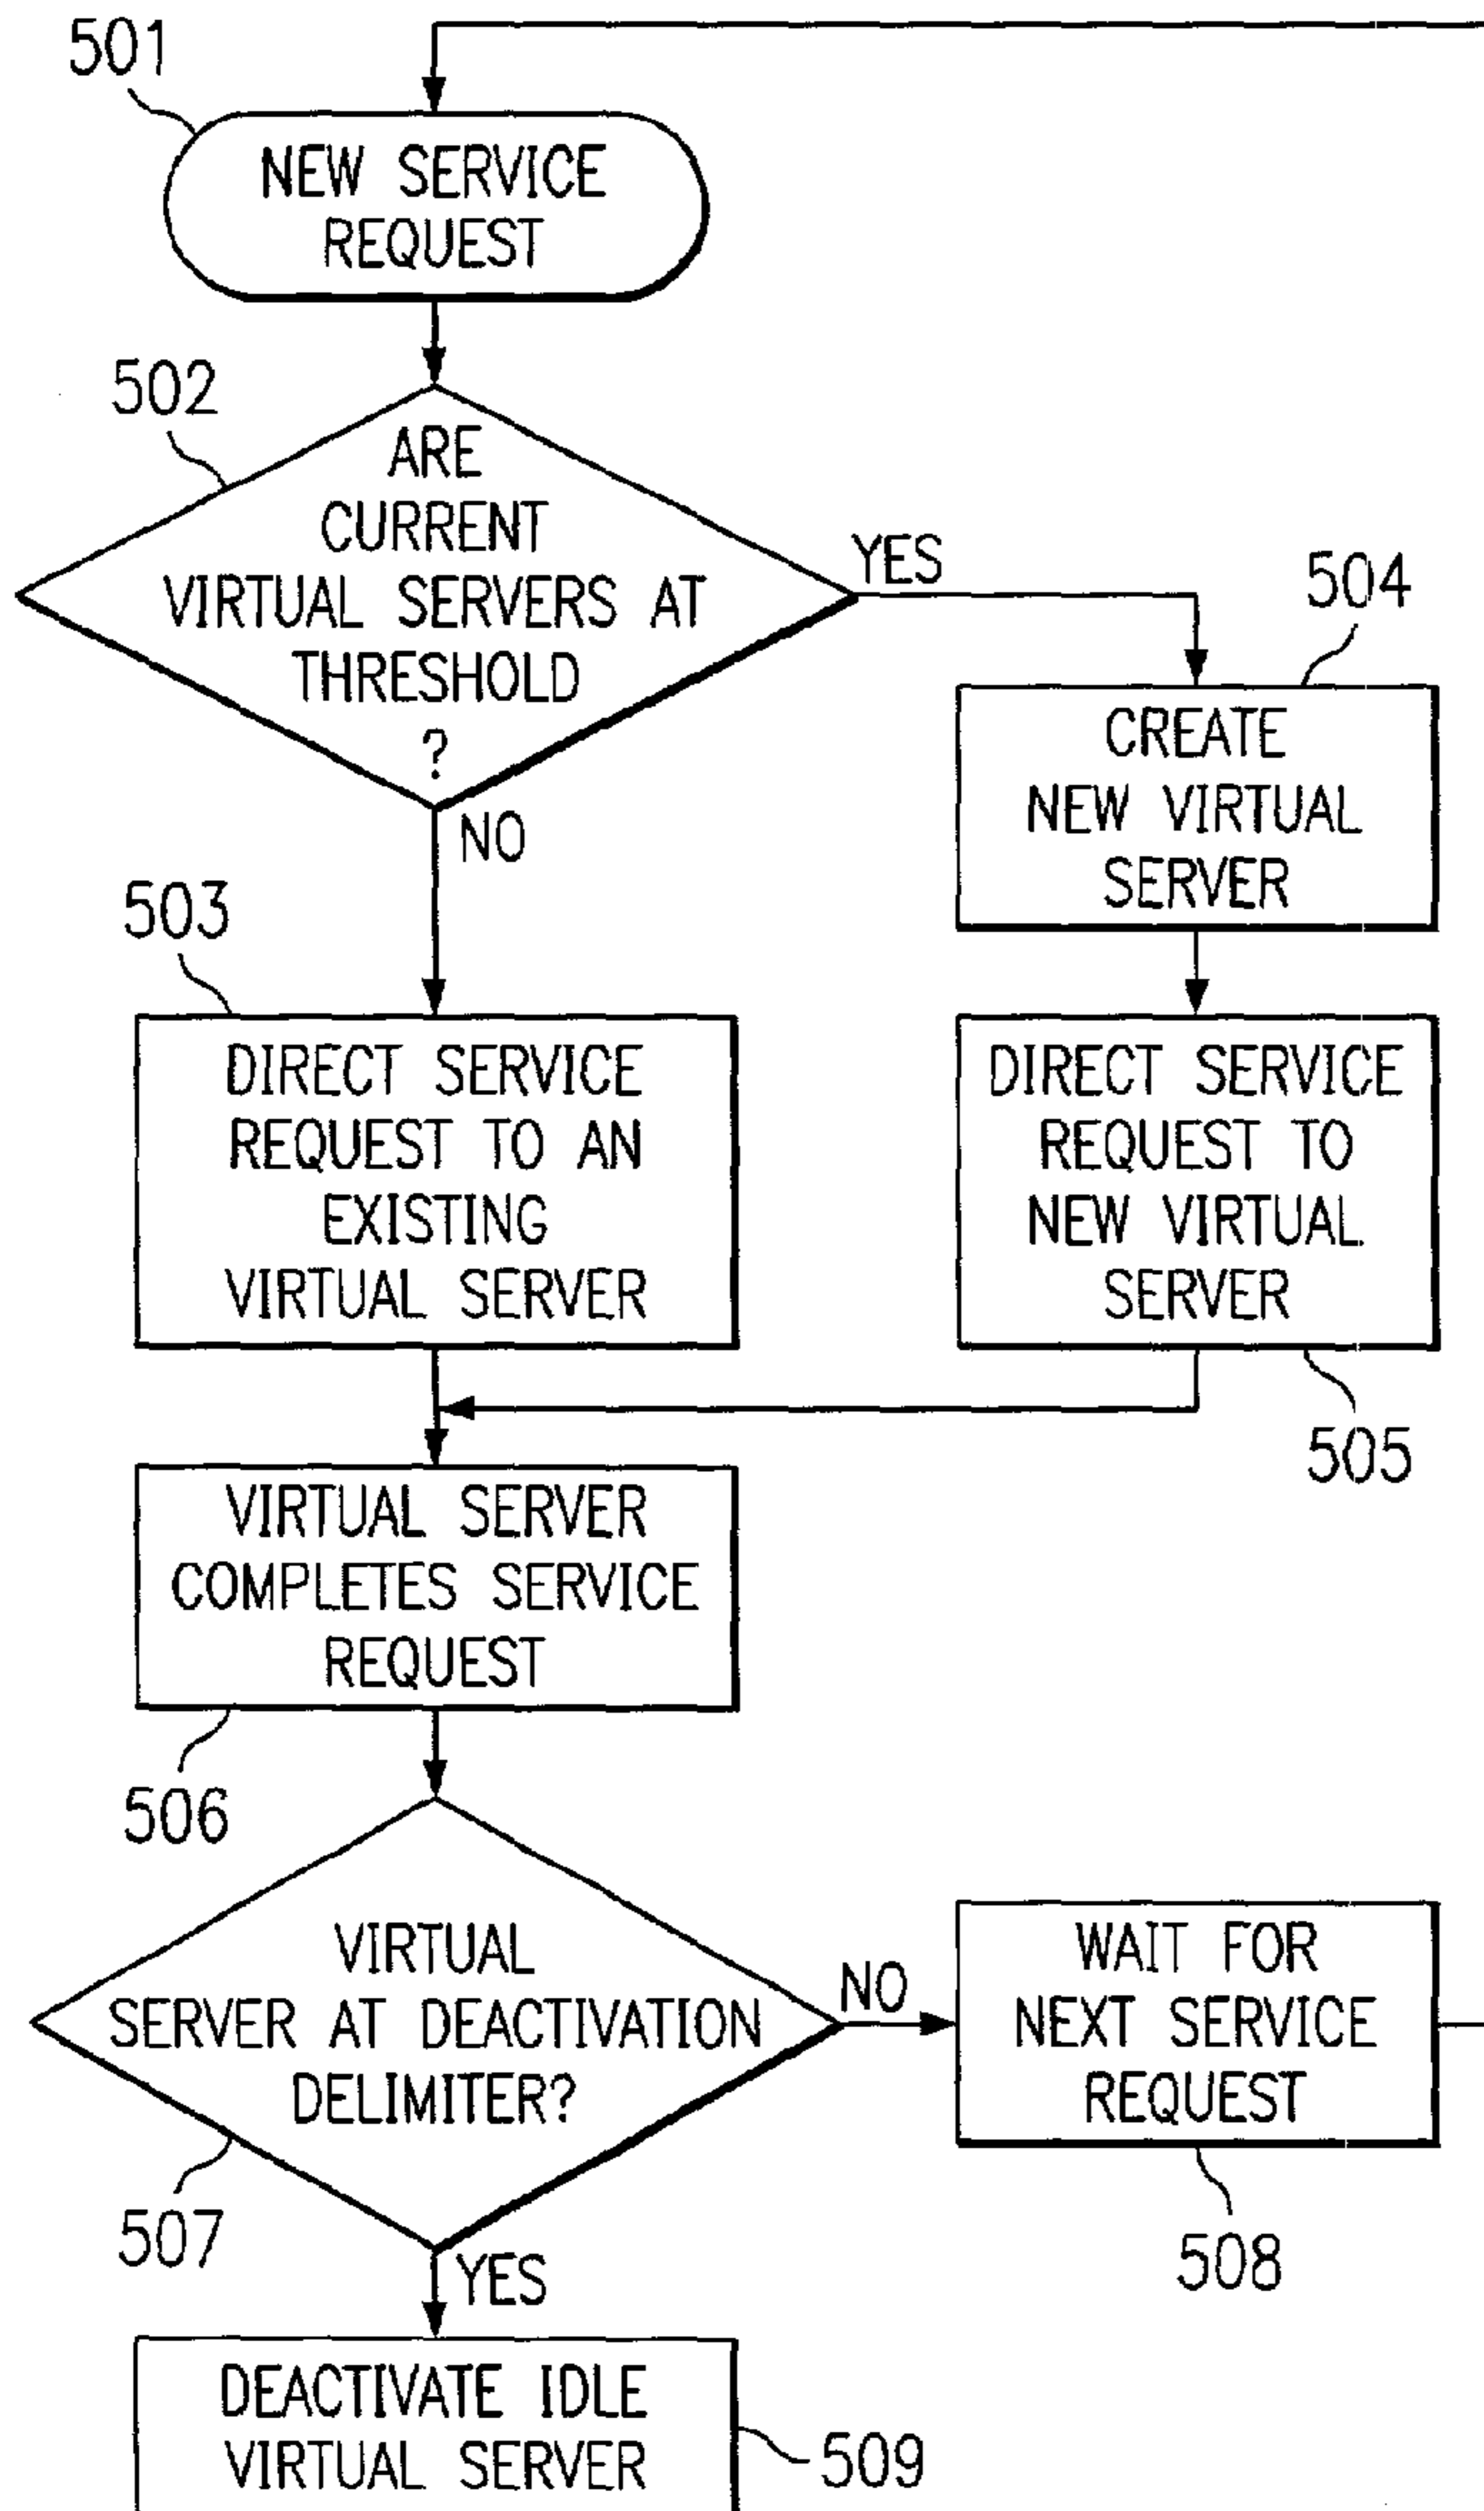 501
NEW SERVICE
REQUEST
502
ARE
CURRENT
VIRTUAL SERVERS AT
THRESHOLD
?
YES
NO
504
CREATE
NEW VIRTUAL
SERVER
503
DIRECT SERVICE
REQUEST TO AN
EXISTING
VIRTUAL SERVER
DIRECT SERVICE
REQUEST TO
NEW VIRTUAL
SERVER
505
VIRTUAL SERVER
COMPLETES SERVICE
REQUEST
506
VIRTUAL
SERVER AT DEACTIVATION
DELIMITER?
NO
WAIT FOR
NEXT SERVICE
REQUEST
507
508
YES
DEACTIVATE IDLE
VIRTUAL SERVER
509